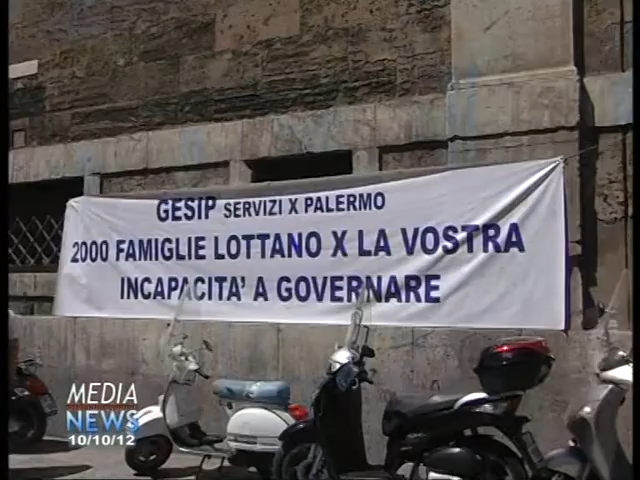 GESIP SERVIZI X PALERMO
2000 FAMIGLIE LOTTANO X LA VOSTRA
INCAPACITA' A GOVERNARE
MEDIA
NEWS
10/10/12